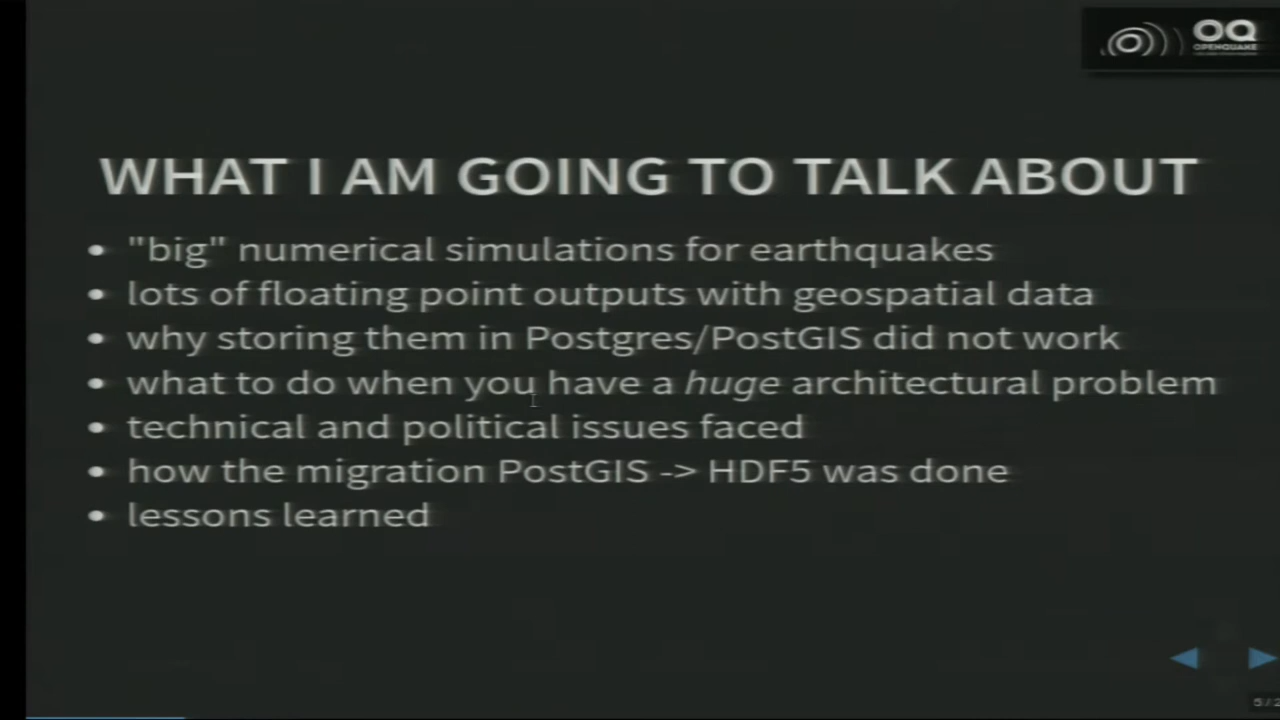 OQ
OPENQUAKE
WHAT I AM GOING TO TALK ABOUT
• "big" numerical simulations for earthquakes
• lots of floating point outputs with geospatial data
• why storing them in Postgres/PostGIS did not work
• what to do when you have a huge architectural problem
• technical and political issues faced
• how the migration PostGIS -> HDF5 was done
• lessons learned